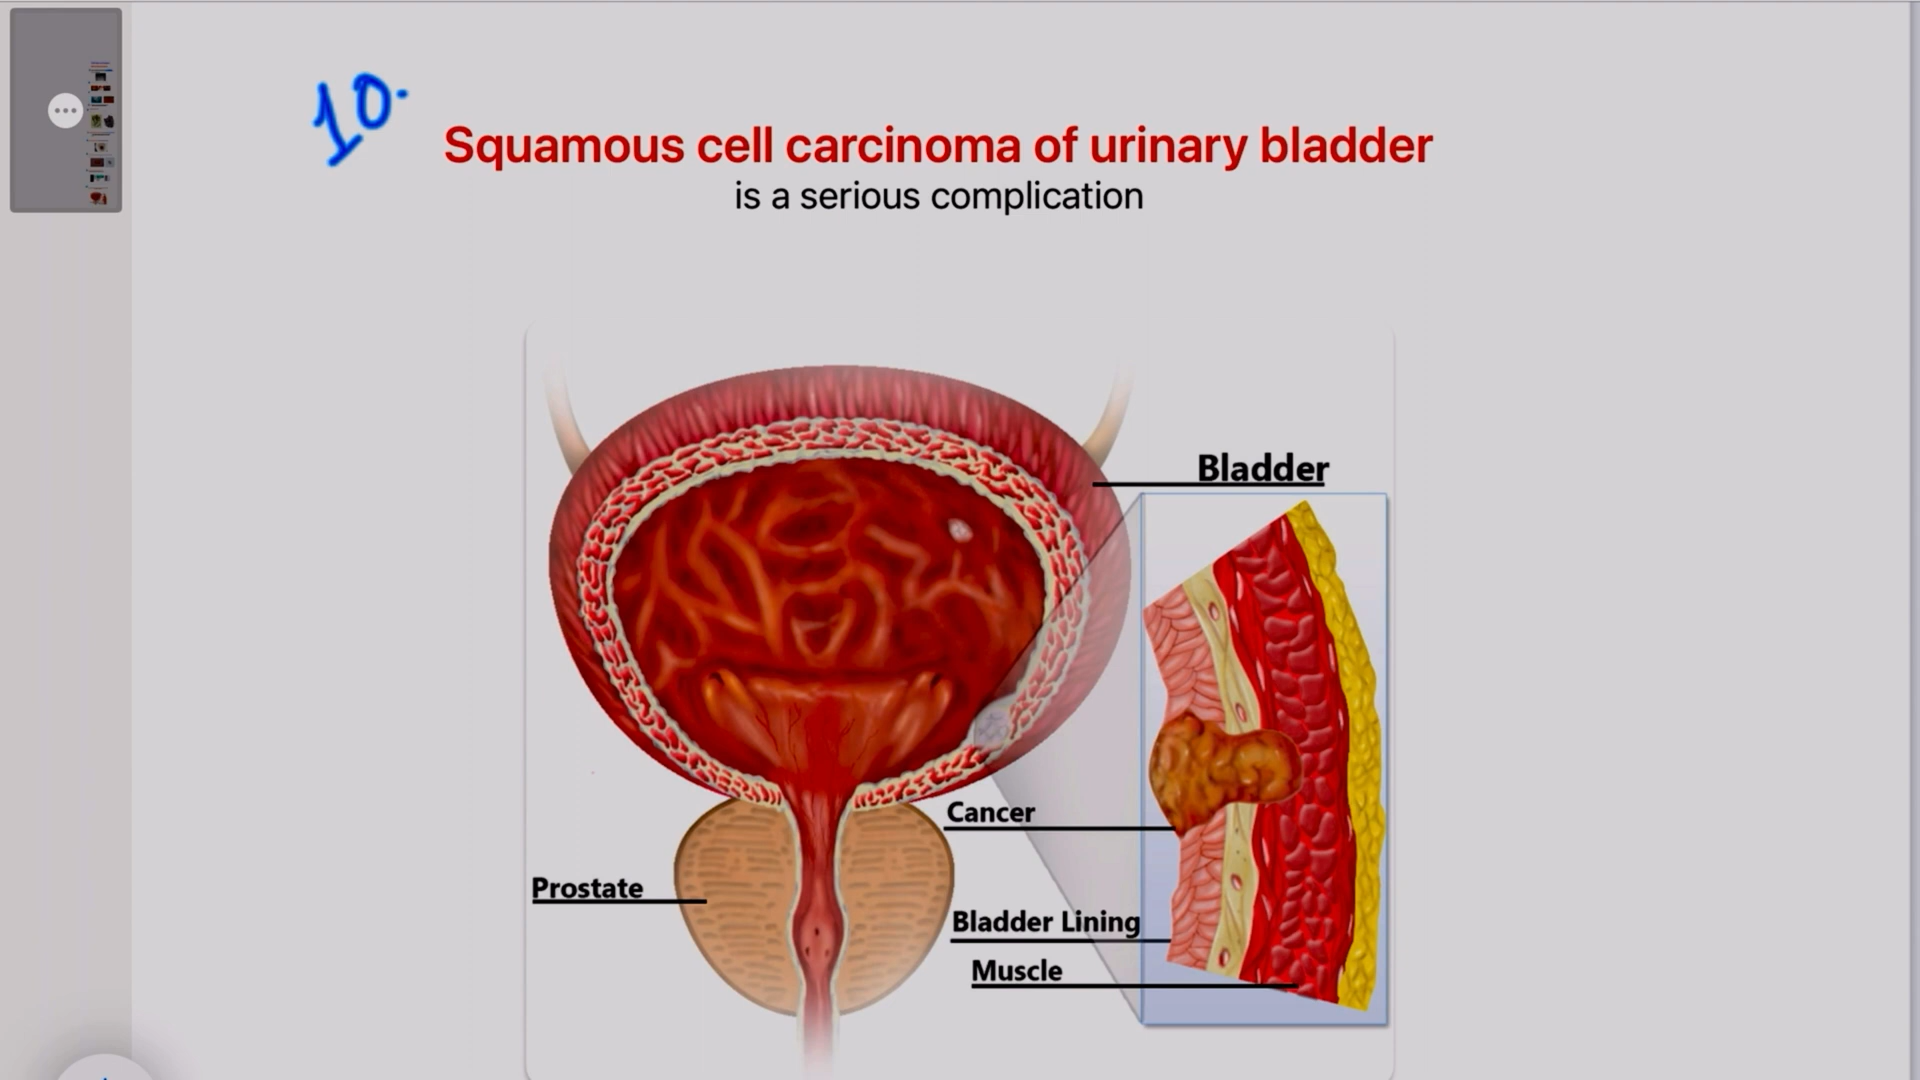 10.
Squamous cell carcinoma of urinary bladder
is a serious complication
Bladder
Cancer
Prostate
Bladder Lining
Muscle